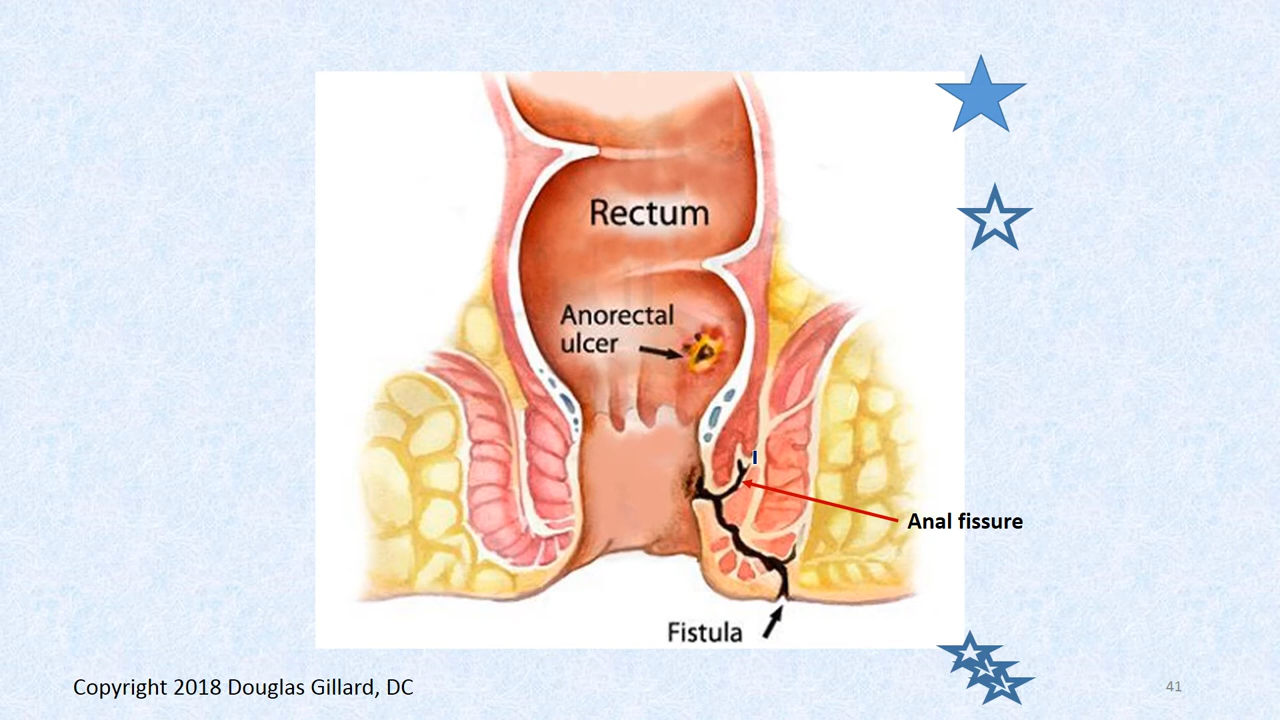 Rectum
Anorectal
ulcer
I
Anal fissure
Fistula
Copyright 2018 Douglas Gillard, DC
41